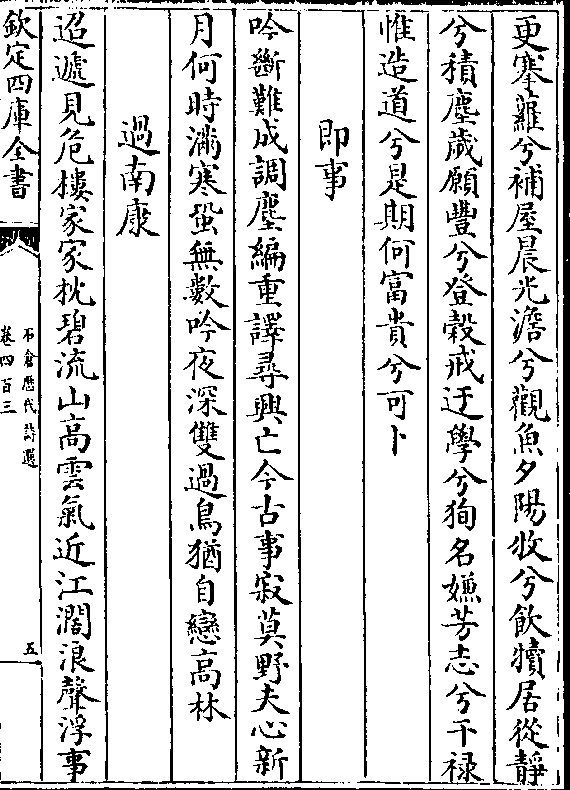 更搴蘿兮補屋晨光澹兮觀魚夕陽牧兮飲犢居從靜
兮積塵歲願豐兮登穀戒迂學兮狥名嫌芳志兮干禄
惟造道兮是期何富貴兮可卜
即事
吟斷難成調塵編重譯尋興亡今古事寂莫野夫心新
月何時滿寒蛩無數吟夜深雙過鳥猶自戀高林
過南康
迢遞見危樓家家枕碧流山高雲氣近江濶浪聲浮事
欽定四庫全書
石倉歷代詩選
卷四百三
五